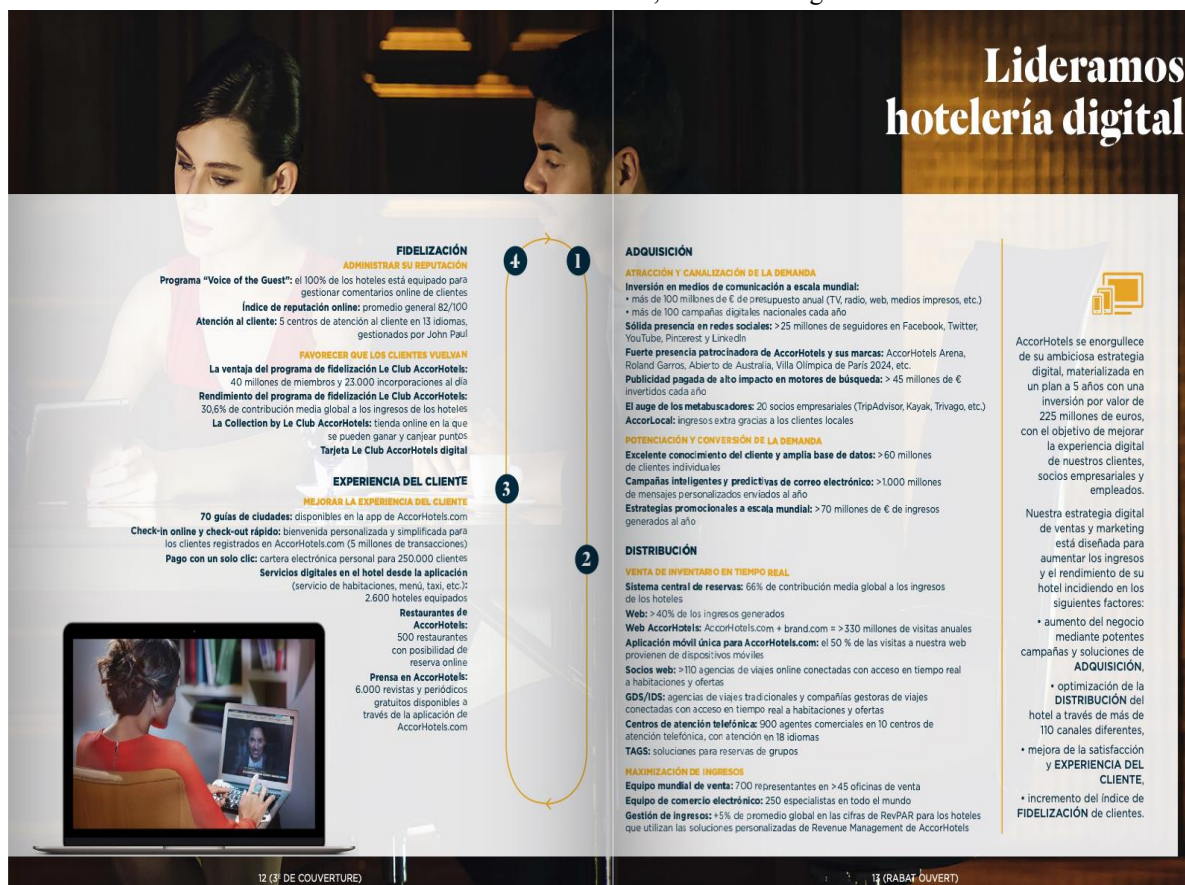 Lideramos
hotelería digital
FIDELIZACIÓN
ADMINISTRAR SU REPUTACIÓN
Programa “Voice of the Guest”: el 100% de los hoteles está equipado para
gestionar comentarios online de clientes
Índice de reputación online: promedio general 82/100
Atención al cliente: 5 centros de atención al cliente en 13 idiomas,
gestionados por John Paul
FAVORECER QUE LOS CLIENTES VUELVAN
La ventaja del programa de fidelización Le Club AccorHotels:
40 millones de miembros y 23.000 incorporaciones al día
Rendimiento del programa de fidelización Le Club AccorHotels:
30,6% de contribución media global a los ingresos de los hoteles
La Collection by Le Club AccorHotels: tienda online en la que
se pueden ganar y canjear puntos
Tarjeta Le Club AccorHotels digital
EXPERIENCIA DEL CLIENTE
MEJORAR LA EXPERIENCIA DEL CLIENTE
70 guías de ciudades: disponibles en la app de AccorHotels.com
Check-in online y check-out rápido: bienvenida personalizada y simplificada para
los clientes registrados en AccorHotels.com (5 millones de transacciones)
Pago con un solo clic: cartera electrónica personal para 250.000 clientes
Servicios digitales en el hotel desde la aplicación
(servicio de habitaciones, menú, taxi, etc.):
2.600 hoteles equipados
Restaurantes de
AccorHotels:
500 restaurantes
con posibilidad de
reserva online
Prensa en AccorHotels:
6.000 revistas y periódicos
gratuitos disponibles a
través de la aplicación de
AccorHotels.com
4
1
3
2
ADQUISICIÓN
ATRACCIÓN Y CANALIZACIÓN DE LA DEMANDA
Inversión en medios de comunicación a escala mundial:
• más de 100 millones de € de presupuesto anual (TV, radio, web, medios impresos, etc.)
• más de 100 campañas digitales nacionales cada año
Sólida presencia en redes sociales: >25 millones de seguidores en Facebook, Twitter,
YouTube, Pinterest y LinkedIn
Fuerte presencia patrocinadora de AccorHotels y sus marcas: AccorHotels Arena,
Roland Garros, Abierto de Australia, Villa Olímpica de París 2024, etc.
Publicidad pagada de alto impacto en motores de búsqueda: > 45 millones de €
invertidos cada año
El auge de los metabuscadores: 20 socios empresariales (TripAdvisor, Kayak, Trivago, etc.)
AccorLocal: ingresos extra gracias a los clientes locales
POTENCIACIÓN Y CONVERSIÓN DE LA DEMANDA
Excelente conocimiento del cliente y amplia base de datos: >60 millones
de clientes individuales
Campañas inteligentes y predictivas de correo electrónico: >1.000 millones
de mensajes personalizados enviados al año
Estrategias promocionales a escala mundial: >70 millones de € de ingresos
generados al año
DISTRIBUCIÓN
VENTA DE INVENTARIO EN TIEMPO REAL
Sistema central de reservas: 66% de contribución media global a los ingresos
de los hoteles
Web: >40% de los ingresos generados
Web AccorHotels: AccorHotels.com + brand.com = >330 millones de visitas anuales
Aplicación móvil única para AccorHotels.com: el 50 % de las visitas a nuestra web
provienen de dispositivos móviles
Socios web: >110 agencias de viajes online conectadas con acceso en tiempo real
a habitaciones y ofertas
GDS/IDS: agencias de viajes tradicionales y compañías gestoras de viajes
conectadas con acceso en tiempo real a habitaciones y ofertas
Centros de atención telefónica: 900 agentes comerciales en 10 centros de
atención telefónica, con atención en 18 idiomas
TAGS: soluciones para reservas de grupos
MAXIMIZACIÓN DE INGRESOS
Equipo mundial de venta: 700 representantes en >45 oficinas de venta
Equipo de comercio electrónico: 250 especialistas en todo el mundo
Gestión de ingresos: +5% de promedio global en las cifras de RevPAR para los hoteles
que utilizan las soluciones personalizadas de Revenue Management de AccorHotels
AccorHotels se enorgullece
de su ambiciosa estrategia
digital, materializada en
un plan a 5 años con una
inversión por valor de
225 millones de euros,
con el objetivo de mejorar
la experiencia digital
de nuestros clientes,
socios empresariales y
empleados.
Nuestra estrategia digital
de ventas y marketing
está diseñada para
aumentar los ingresos
y el rendimiento de su
hotel incidiendo en los
siguientes factores:
• aumento del negocio
mediante potentes
campañas y soluciones de
ADQUISICIÓN,
• optimización de la
DISTRIBUCIÓN del
hotel a través de más de
110 canales diferentes,
• mejora de la satisfacción
y EXPERIENCIA DEL
CLIENTE,
• incremento del índice de
FIDELIZACIÓN de clientes.
12 (3E DE COUVERTURE)
13 (RABAT OUVERT)